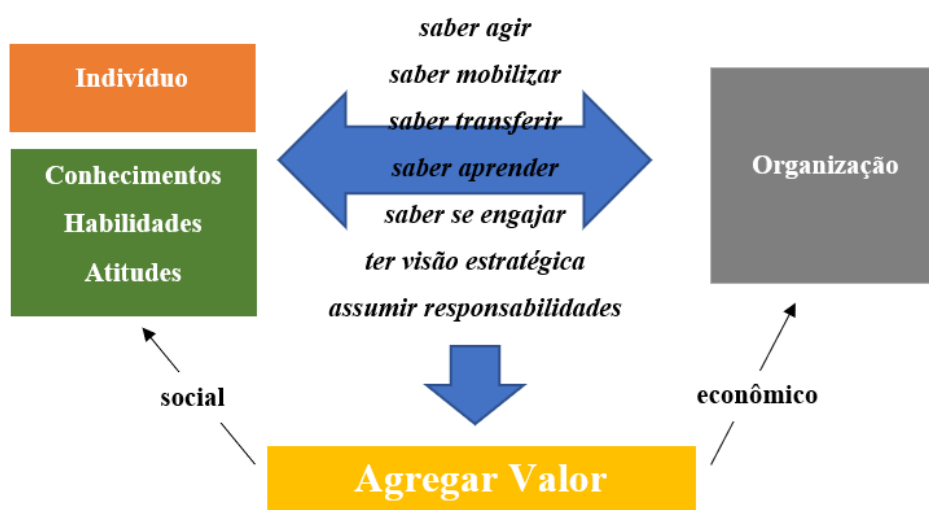 Indivíduo
Conhecimentos
Habilidades
Atitudes
saber agir
saber mobilizar
saber transferir
saber aprender
saber se engajar
ter visão estratégica
assumir responsabilidades
Organização
social
econômico
Agregar Valor